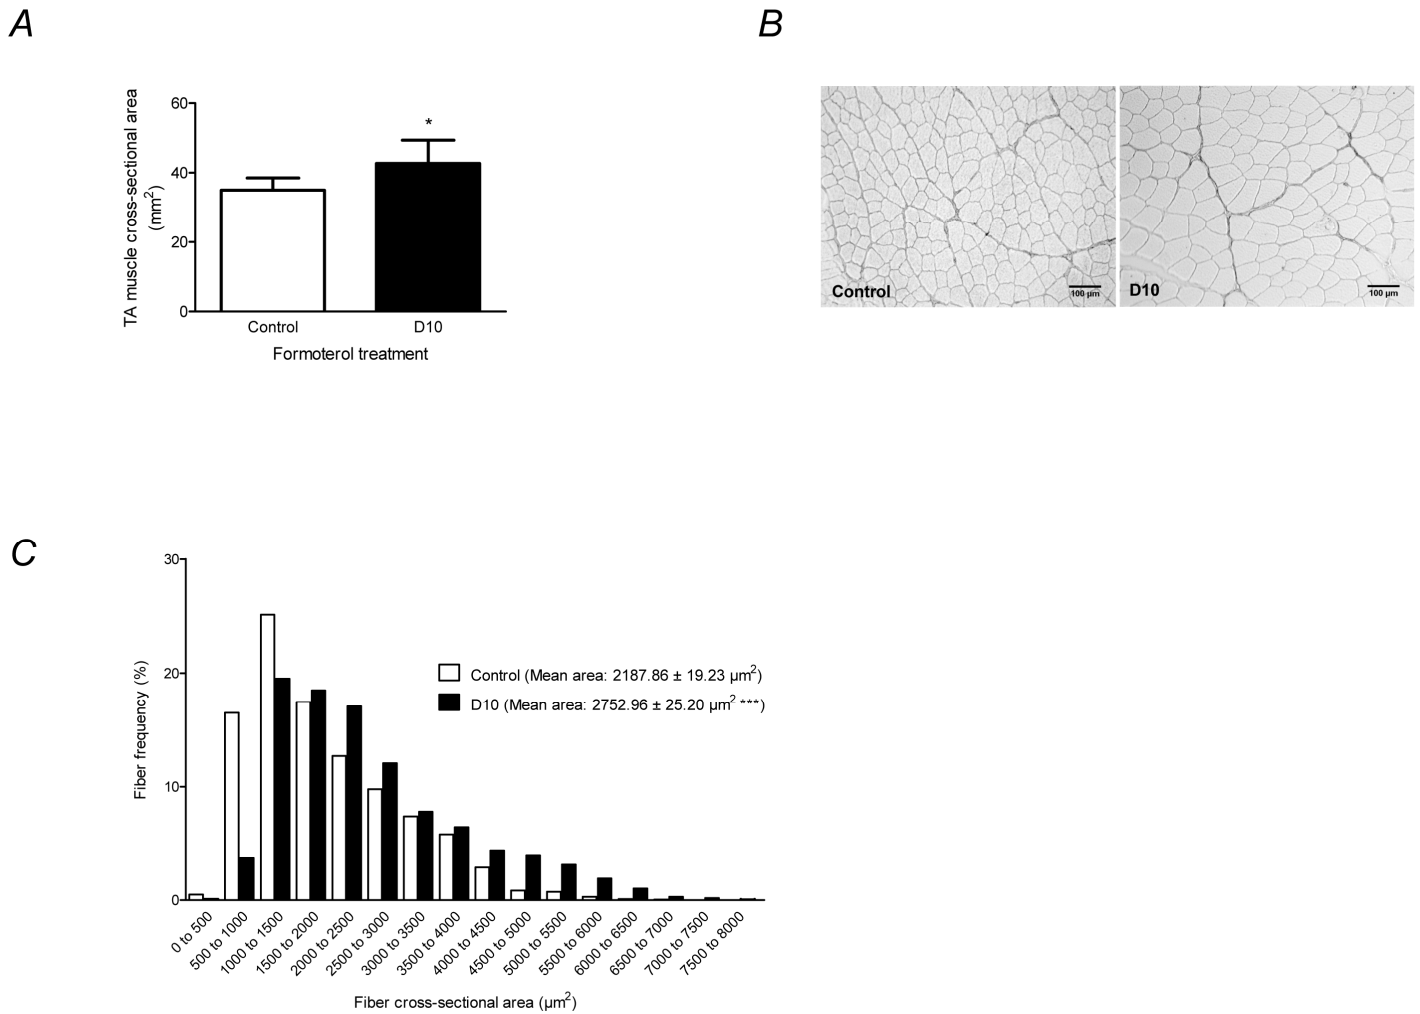 A
B
60
40
20
0
TA muscle cross-sectional area
(mm2)
*
Control
D10
Formoterol treatment
Control
100 µm
D10
100 µm
C
30
20
10
0
Fiber frequency (%)
Control (Mean area: 2187.86 ± 19.23 µm2)
D10 (Mean area: 2752.96 ± 25.20 µm2 ***)
0 to 500
500 to 1000
1000 to 1500
1500 to 2000
2000 to 2500
2500 to 3000
3000 to 3500
3500 to 4000
4000 to 4500
4500 to 5000
5000 to 5500
5500 to 6000
6000 to 6500
6500 to 7000
7000 to 7500
7500 to 8000
Fiber cross-sectional area (µm2)